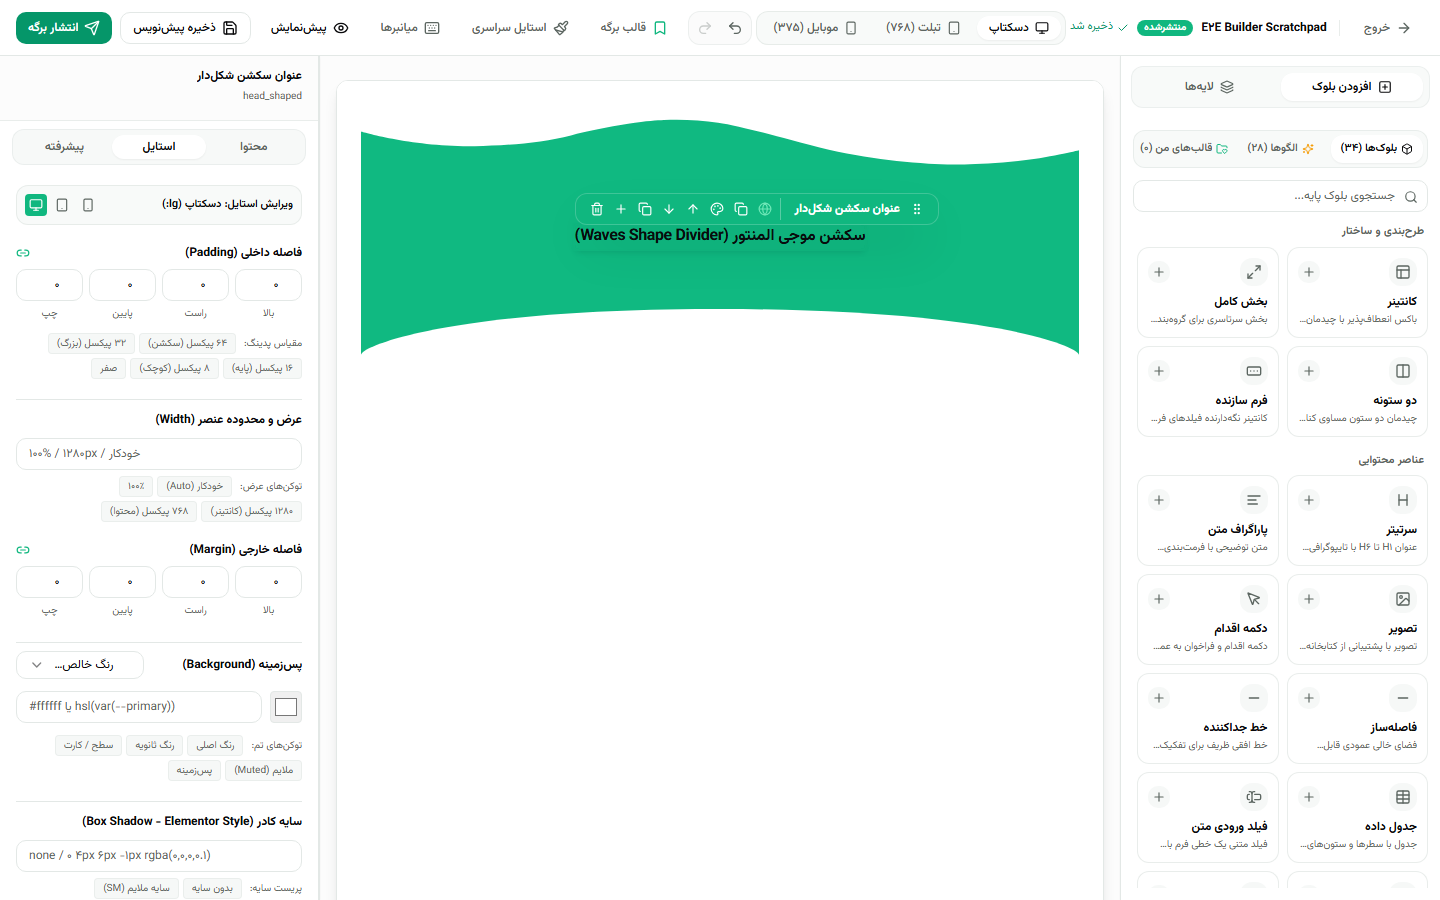 خروج
E2E Builder Scratchpad
منتشرشده
ذخیره شد
دسکتاپ
تبلت (۷۶۸)
موبایل (۳۷۵)
قالب برگه
استایل سراسری
میانبرها
پیش‌نمایش
ذخیره پیش‌نویس
انتشار برگه
افزودن بلوک
لایه‌ها
بلوک‌ها (۳۴)
الگوها (۲۸)
قالب‌های من (۰)
جستجوی بلوک پایه...
طرح‌بندی و ساختار
کانتینر
باکس انعطاف‌پذیر با چیدمان...
بخش کامل
بخش سرتاسری برای گروه‌بند...
دو ستونه
چیدمان دو ستون مساوی کنا...
فرم سازنده
کانتینر نگه‌دارنده فیلدهای فر...
عناصر محتوایی
سرتیتر
عنوان H۱ تا H۶ با تایپوگرافی...
پاراگراف متن
متن توضیحی با فرمت‌بندی...
تصویر
تصویر با پشتیبانی از کتابخانه...
دکمه اقدام
دکمه اقدام و فراخوان به عمـ...
فاصله‌ساز
فضای خالی عمودی قابل...
خط جداکننده
خط افقی ظریف برای تفکیک...
جدول داده
جدول با سطرها و ستون‌های...
فیلد ورودی متن
فیلد متنی یک خطی فرم با...
عنوان سکشن شکل‌دار
سکشن موجی المنتور (Waves Shape Divider)
عنوان سکشن شکل‌دار
head_shaped
محتوا
استایل
پیشرفته
ویرایش استایل: دسکتاپ (lg:)
فاصله داخلی (Padding)
۰ ۰ ۰ ۰
بالا راست پایین چپ
مقیاس پدینگ: ۶۴ پیکسل (سکشن) ۳۲ پیکسل (بزرگ)
۱۶ پیکسل (پایه) ۸ پیکسل (کوچک) صفر
عرض و محدوده عنصر (Width)
خودکار / ۱۲۸۰px / ۱۰۰%
توکن‌های عرض: خودکار (Auto) ۱۰۰٪
۱۲۸۰ پیکسل (کانتینر) ۷۶۸ پیکسل (محتوا)
فاصله خارجی (Margin)
۰ ۰ ۰ ۰
بالا راست پایین چپ
پس‌زمینه (Background)
رنگ خالص...
#ffffff یا hsl(var(--primary))
توکن‌های تم: رنگ اصلی رنگ ثانویه سطح / کارت
ملایم (Muted) پس‌زمینه
سایه کادر (Box Shadow - Elementor Style)
none / ۰ ۴px ۶px -۱px rgba(۰,۰,۰,۰.۱)
پریست سایه: بدون سایه سایه ملایم (SM)